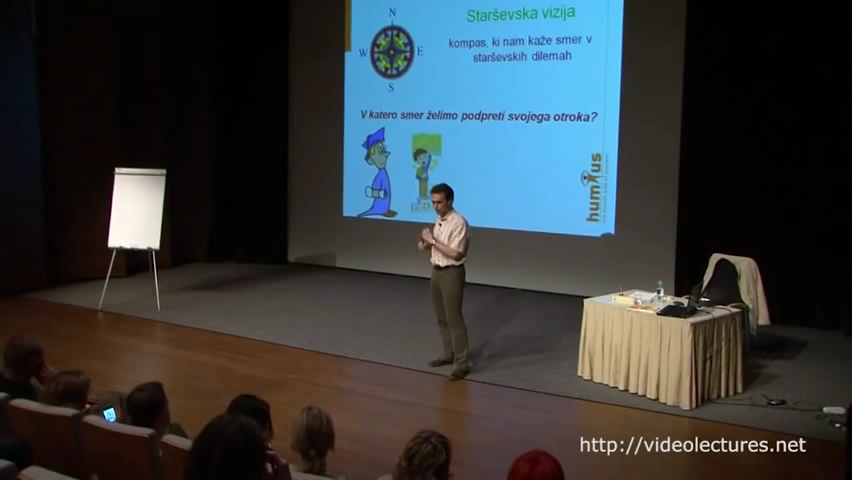 Starševska vizija
kompas, ki nam kaže smer v
starševskih dilemah
N
W
E
S
V katero smer želimo podpreti svojega otroka?
humus
http://videolectures.net